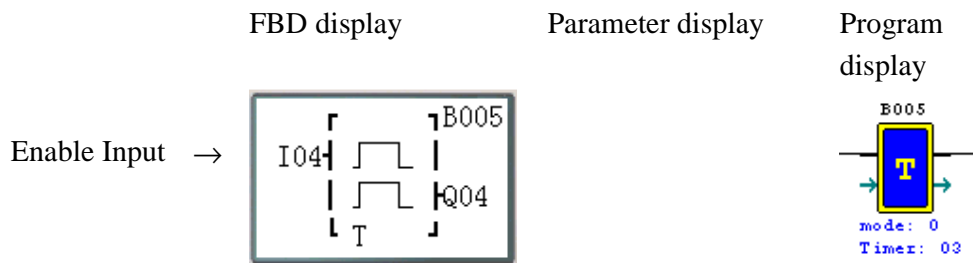 FBD display
Parameter display
Program
display
Enable Input →
B005
I04
Q04
T
B005
T
mode: 0
Timer: 03